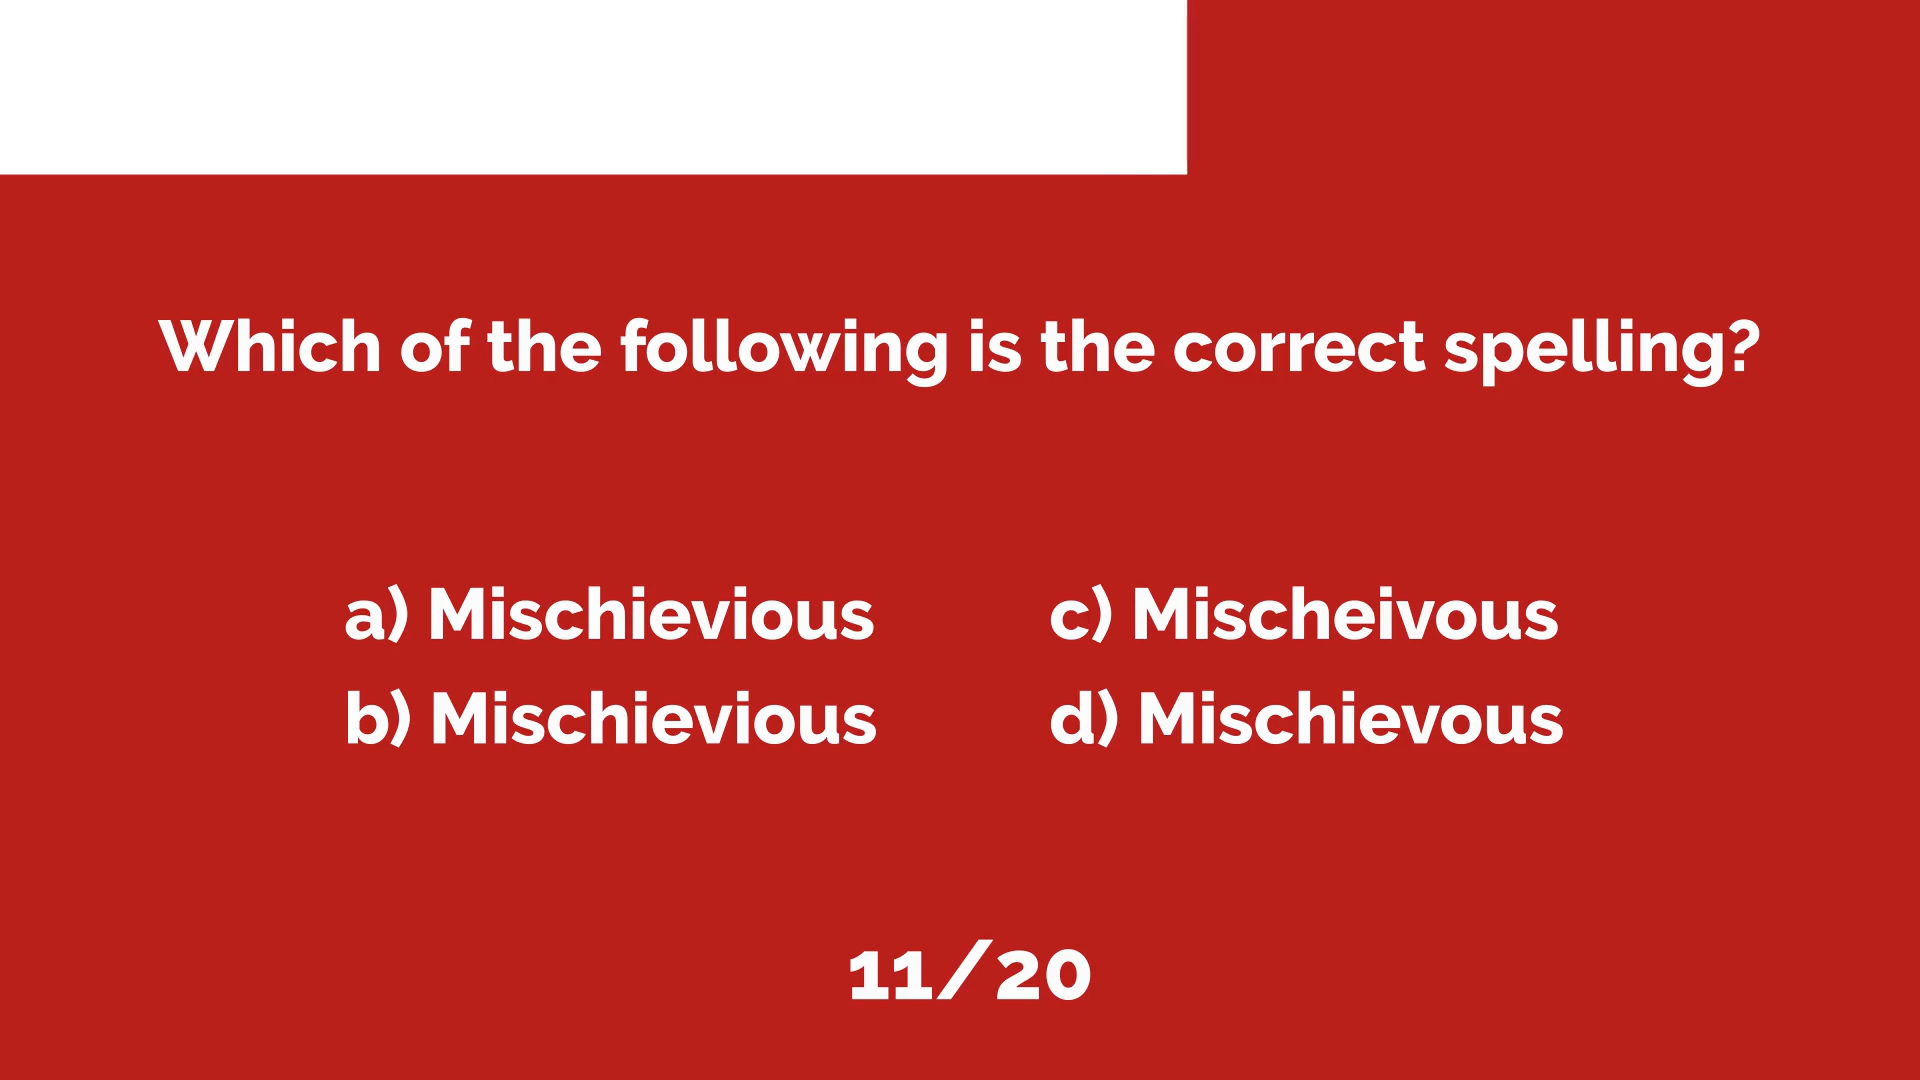 Which of the following is the correct spelling?
a) Mischievious
b) Mischievious
c) Mischeivous
d) Mischievous
11/20